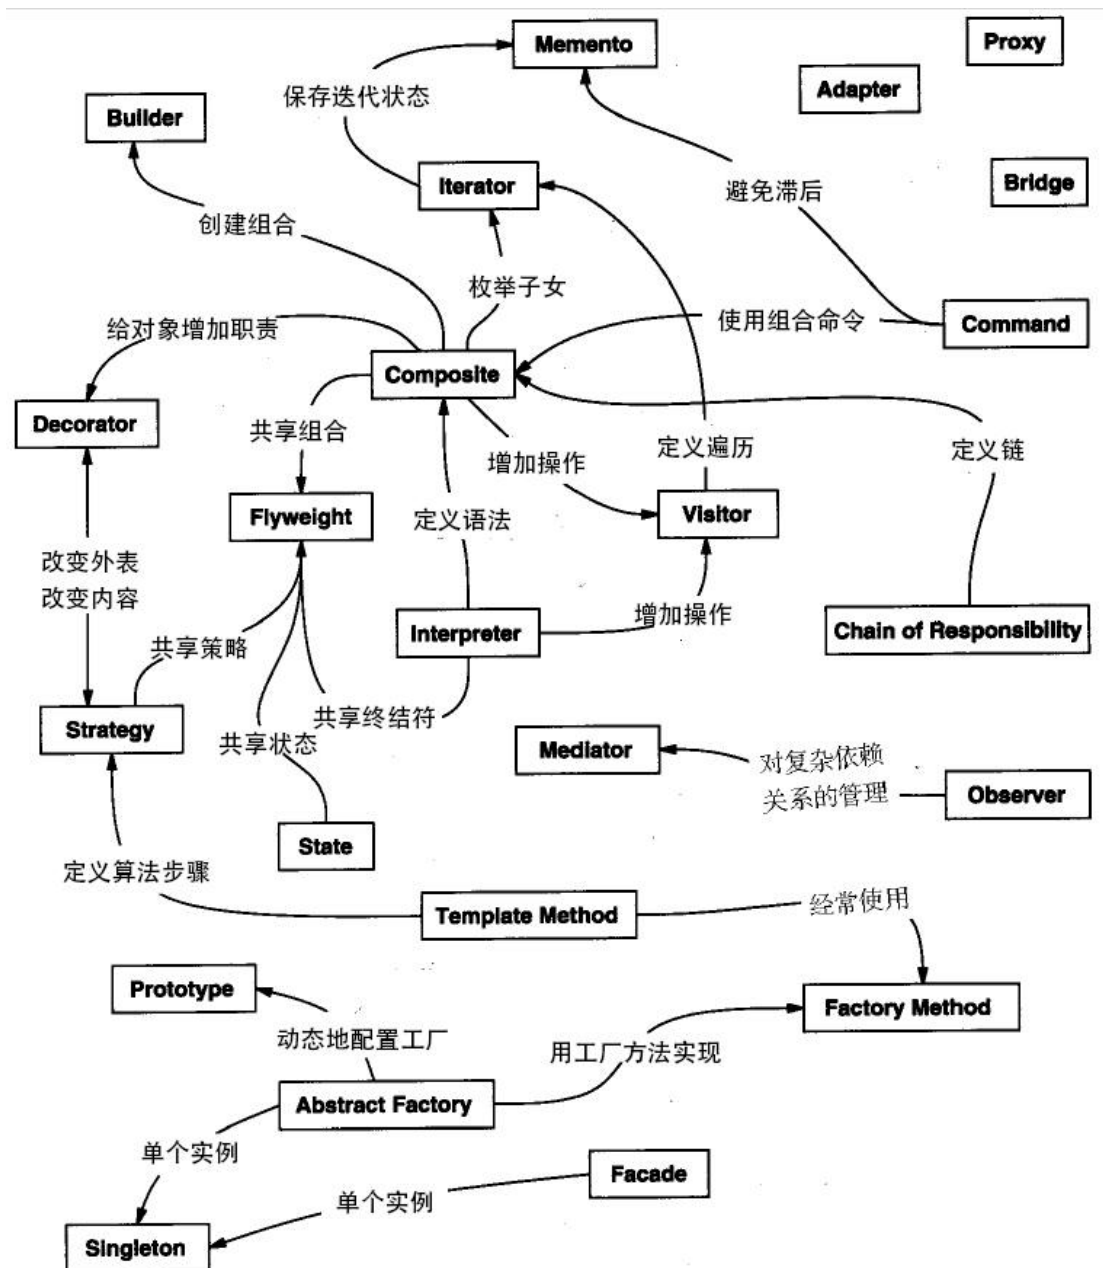 Memento
Proxy
Adapter
保存迭代状态
Builder
Iterator
避免滞后
Bridge
创建组合
枚举子女
给对象增加职责
使用组合命令
Command
Composite
Decorator
共享组合
增加操作
定义遍历
定义链
Flyweight
定义语法
Visitor
改变外表
改变内容
增加操作
Interpreter
Chain of Responsibility
共享策略
共享终结符
Strategy
共享状态
Mediator
对复杂依赖
关系的管理
Observer
State
定义算法步骤
Template Method
经常使用
Prototype
Factory Method
动态地配置工厂
用工厂方法实现
Abstract Factory
单个实例
Facade
单个实例
Singleton